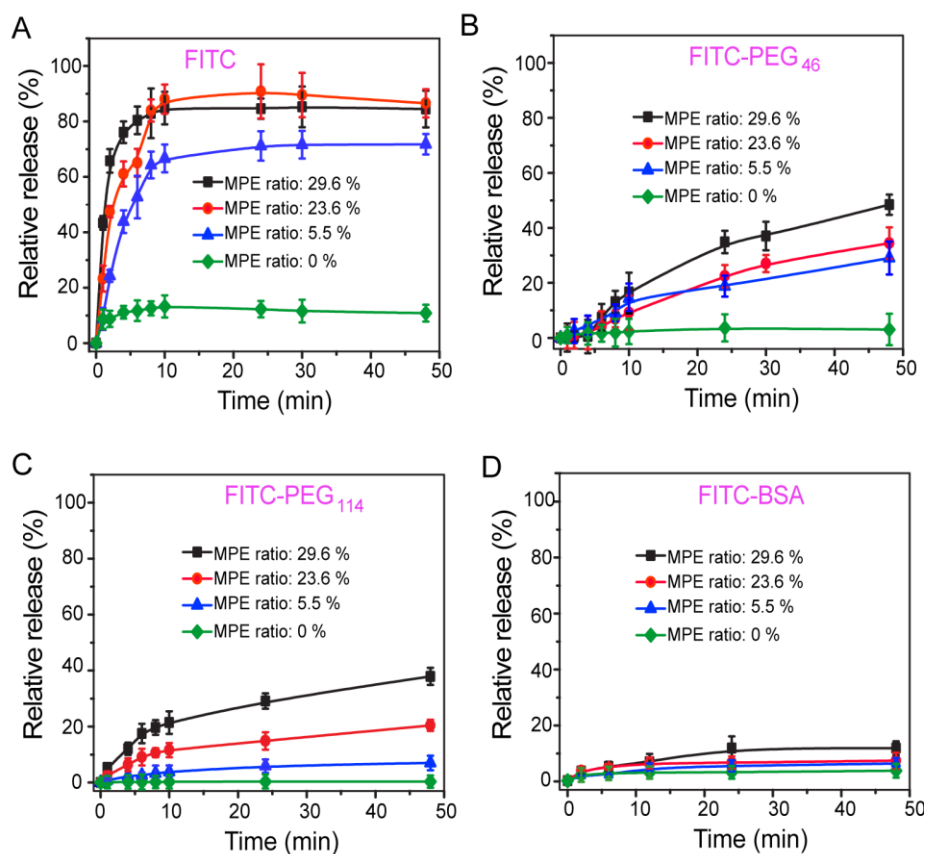 A
FITC
Relative release (%)
100
80
60
40
20
0
MPE ratio: 29.6 %
MPE ratio: 23.6 %
MPE ratio: 5.5 %
MPE ratio: 0 %
0 10 20 30 40 50
Time (min)
B
FITC-PEG46
Relative release (%)
100
80
60
40
20
0
MPE ratio: 29.6 %
MPE ratio: 23.6 %
MPE ratio: 5.5 %
MPE ratio: 0 %
0 10 20 30 40 50
Time (min)
C
FITC-PEG114
Relative release (%)
100
80
60
40
20
0
MPE ratio: 29.6 %
MPE ratio: 23.6 %
MPE ratio: 5.5 %
MPE ratio: 0 %
0 10 20 30 40 50
Time (min)
D
FITC-BSA
Relative release (%)
100
80
60
40
20
0
MPE ratio: 29.6 %
MPE ratio: 23.6 %
MPE ratio: 5.5 %
MPE ratio: 0 %
0 10 20 30 40 50
Time (min)